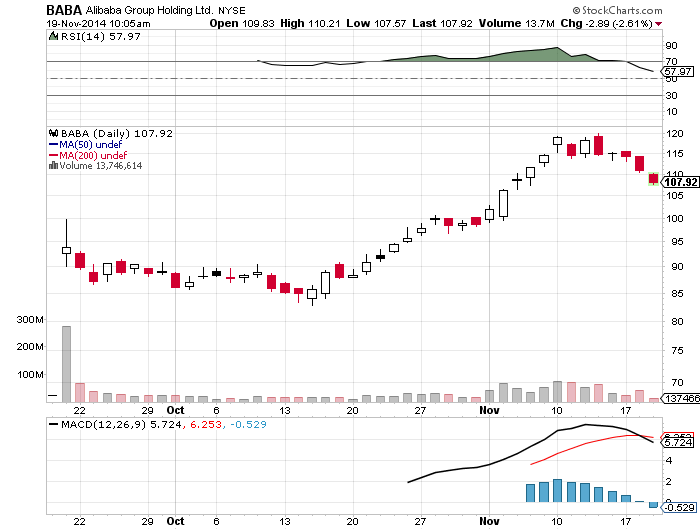 BABA Alibaba Group Holding Ltd. NYSE
© StockCharts.com
19-Nov-2014 10:05am
Open 109.83 High 110.21 Low 107.57 Last 107.92 Volume 13.7M Chg -2.89 (-2.61%)
RSI(14) 57.97
90
70
57.97
50
30
10
BABA (Daily) 107.92
MA(50) undef
MA(200) undef
Volume 13,746,614
120
115
110
107.92
105
100
95
90
85
80
75
70
300M
200M
100M
137466
22 29 Oct 6 13 20 27 Nov 10 17
MACD(12,26,9) 5.724, 6.253, -0.529
6.253
5.724
4
2
0
-0.529
22 29 Oct 6 13 20 27 Nov 10 17